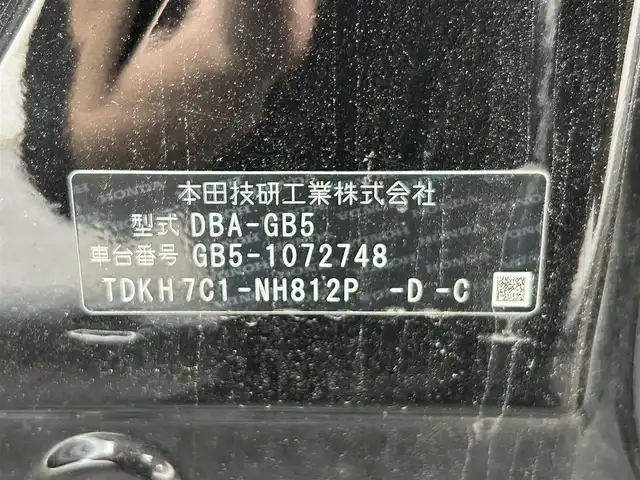 本田技研工業株式会社
型式 DBA-GB5
車台番号 GB5-1072748
TDKH7C1-NH812P -D-C